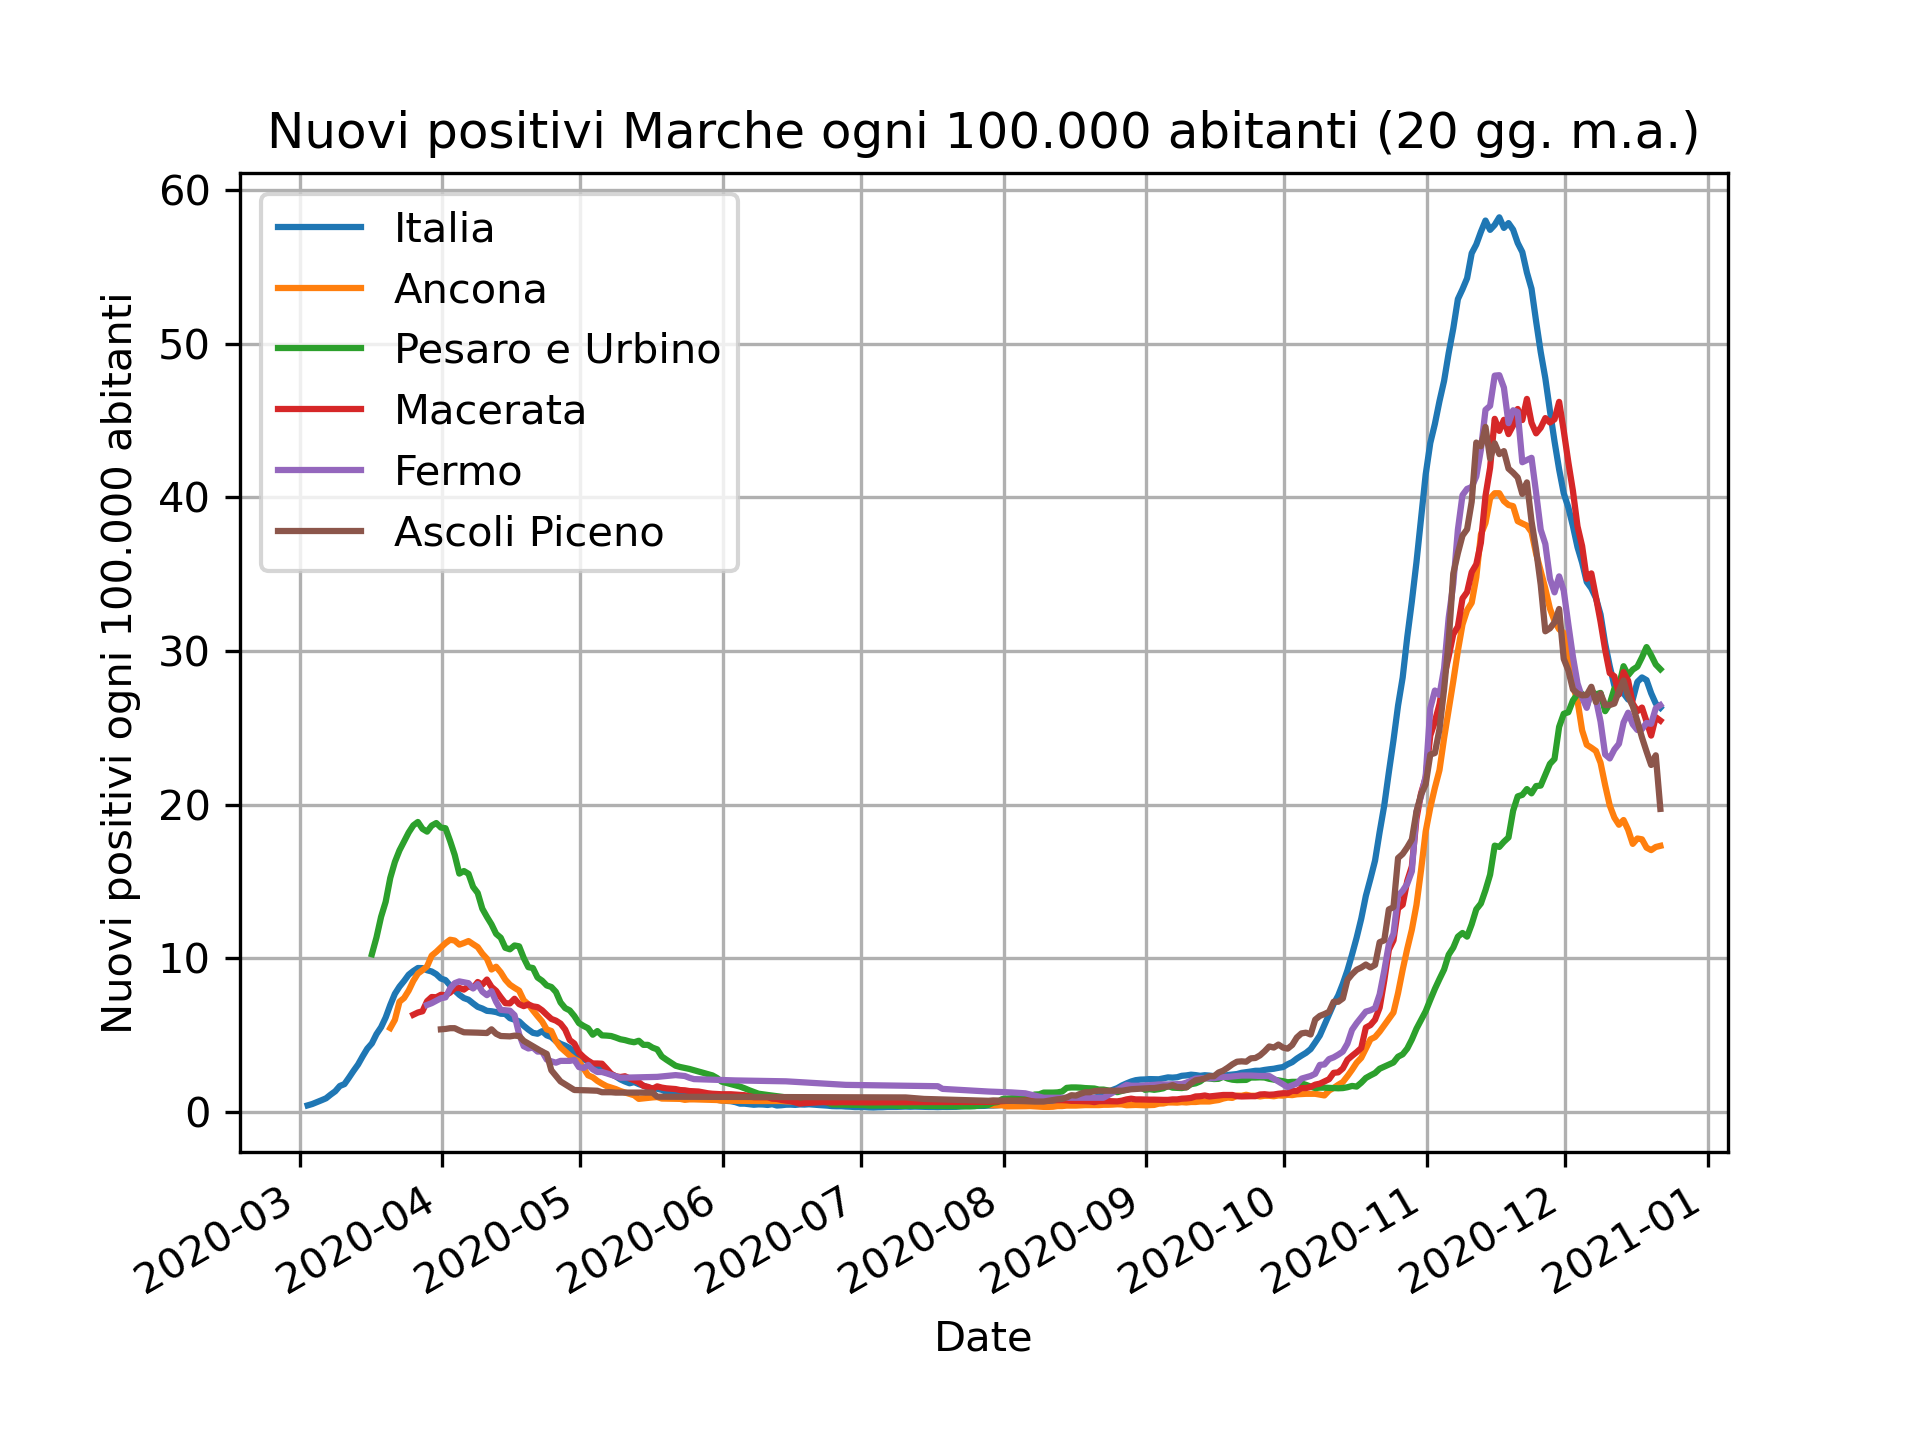 Nuovi positivi Marche ogni 100.000 abitanti (20 gg. m.a.)
Nuovi positivi ogni 100.000 abitanti
60
50
40
30
20
10
0
Italia
Ancona
Pesaro e Urbino
Macerata
Fermo
Ascoli Piceno
2020-03
2020-04
2020-05
2020-06
2020-07
2020-08
2020-09
2020-10
2020-11
2020-12
2021-01
Date